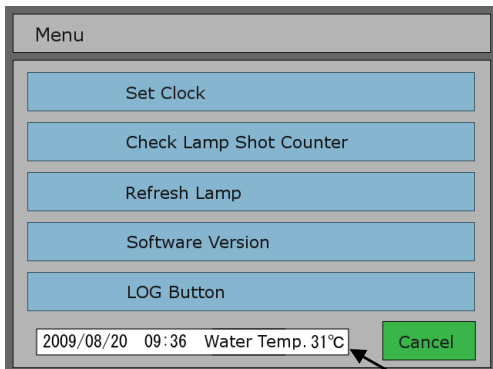 Menu
Set Clock
Check Lamp Shot Counter
Refresh Lamp
Software Version
LOG Button
2009/08/20 09:36 Water Temp. 31℃ Cancel